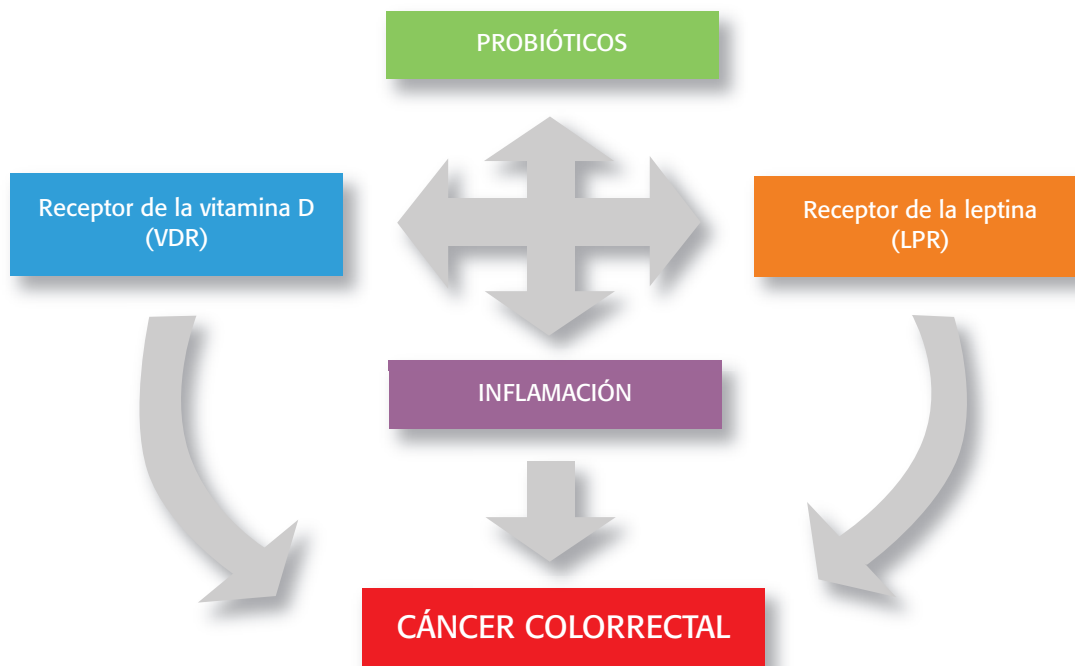 PROBIÓTICOS
Receptor de la vitamina D
(VDR)
Receptor de la leptina
(LPR)
INFLAMACIÓN
CÁNCER COLORRECTAL